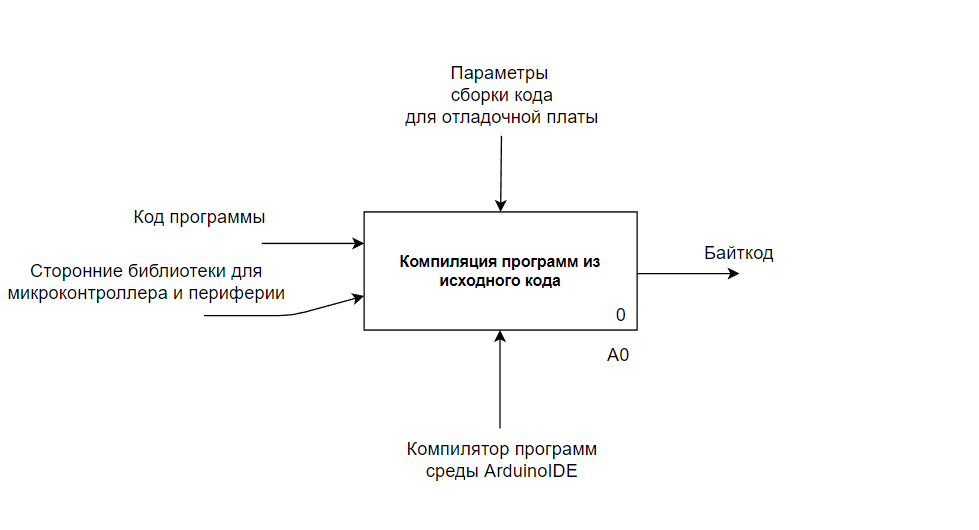 Параметры
сборки кода
для отладочной платы
Код программы
Сторонние библиотеки для
микроконтроллера и периферии
Компиляция программ из
исходного кода
0
Байткод
A0
Компилятор программ
среды ArduinoIDE